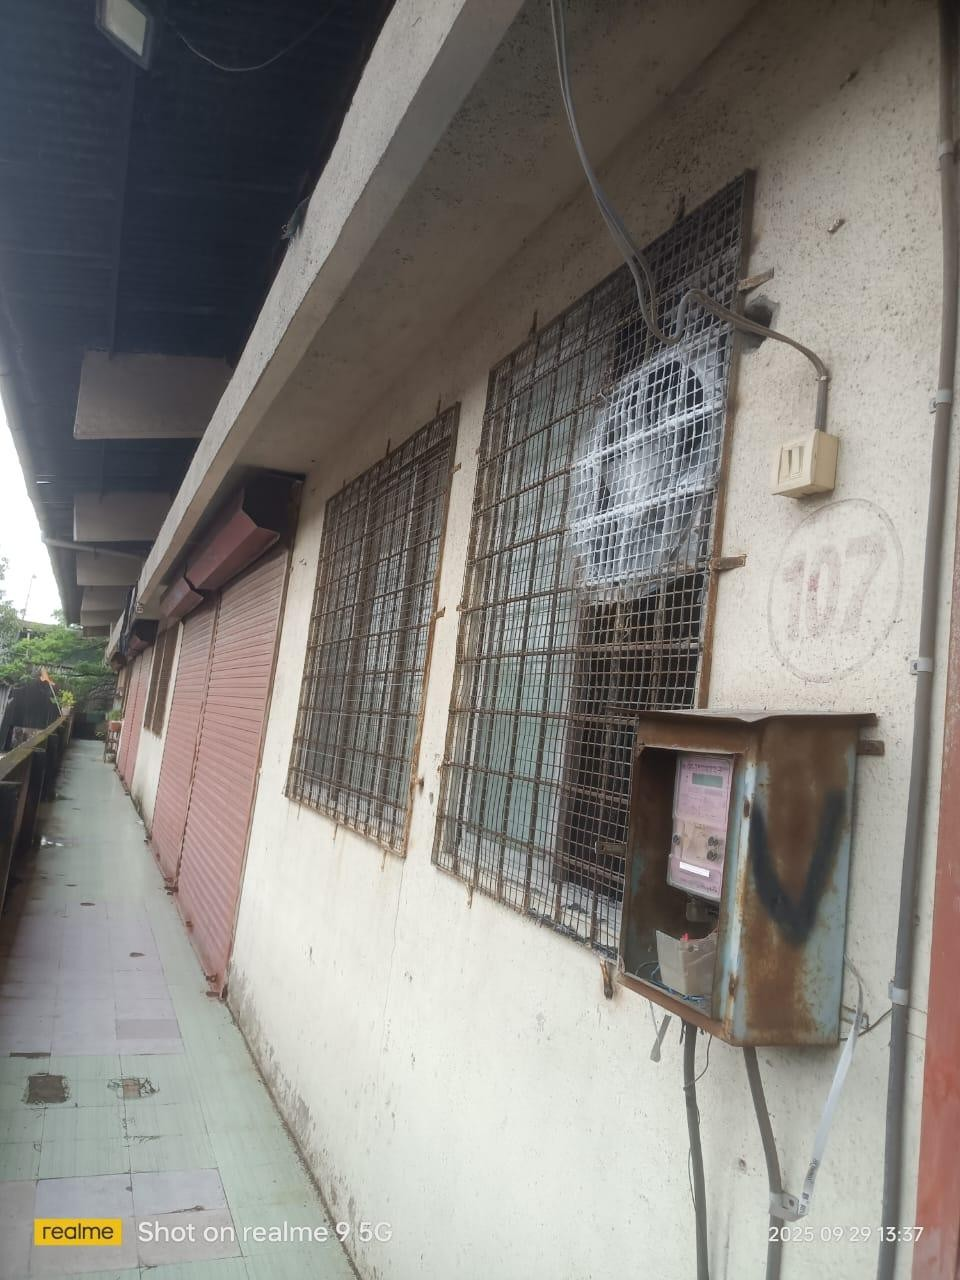 107
V
realme
Shot on realme 9 5G
2025 09 29 13:37